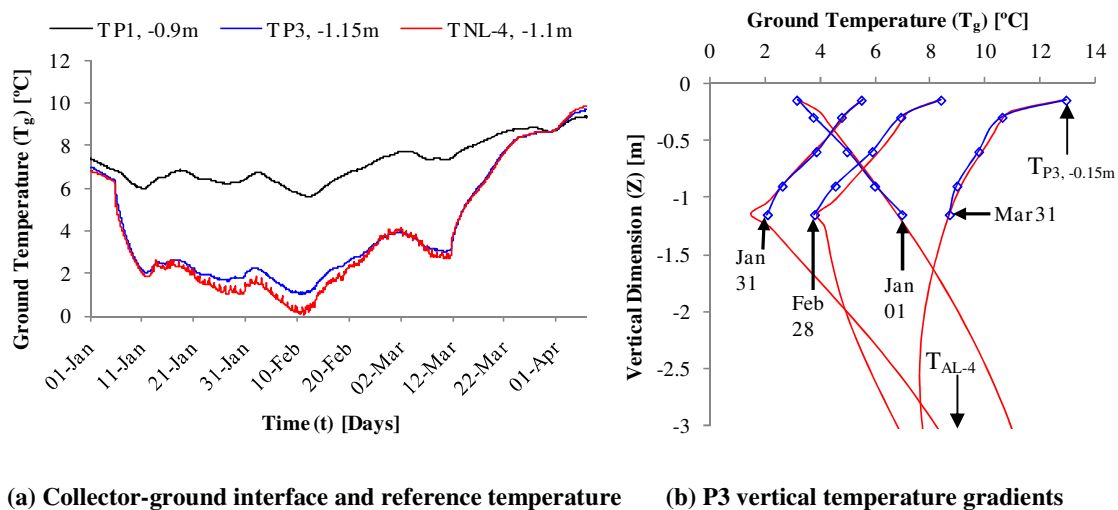 TP1, -0.9m TP3, -1.15m TNL-4, -1.1m
Ground Temperature (Tg) [ºC]
12
10
8
6
4
2
0
01-Jan 11-Jan 21-Jan 31-Jan 10-Feb 20-Feb 02-Mar 12-Mar 22-Mar 01-Apr
Time (t) [Days]
(a) Collector-ground interface and reference temperature
Ground Temperature (Tg) [ºC]
0 2 4 6 8 10 12 14
Vertical Dimension (Z) [m]
0
-0.5
-1
-1.5
-2
-2.5
-3
TP3, -0.15m
Mar 31
Jan
31
Feb
28
Jan
01
TAL-4
(b) P3 vertical temperature gradients